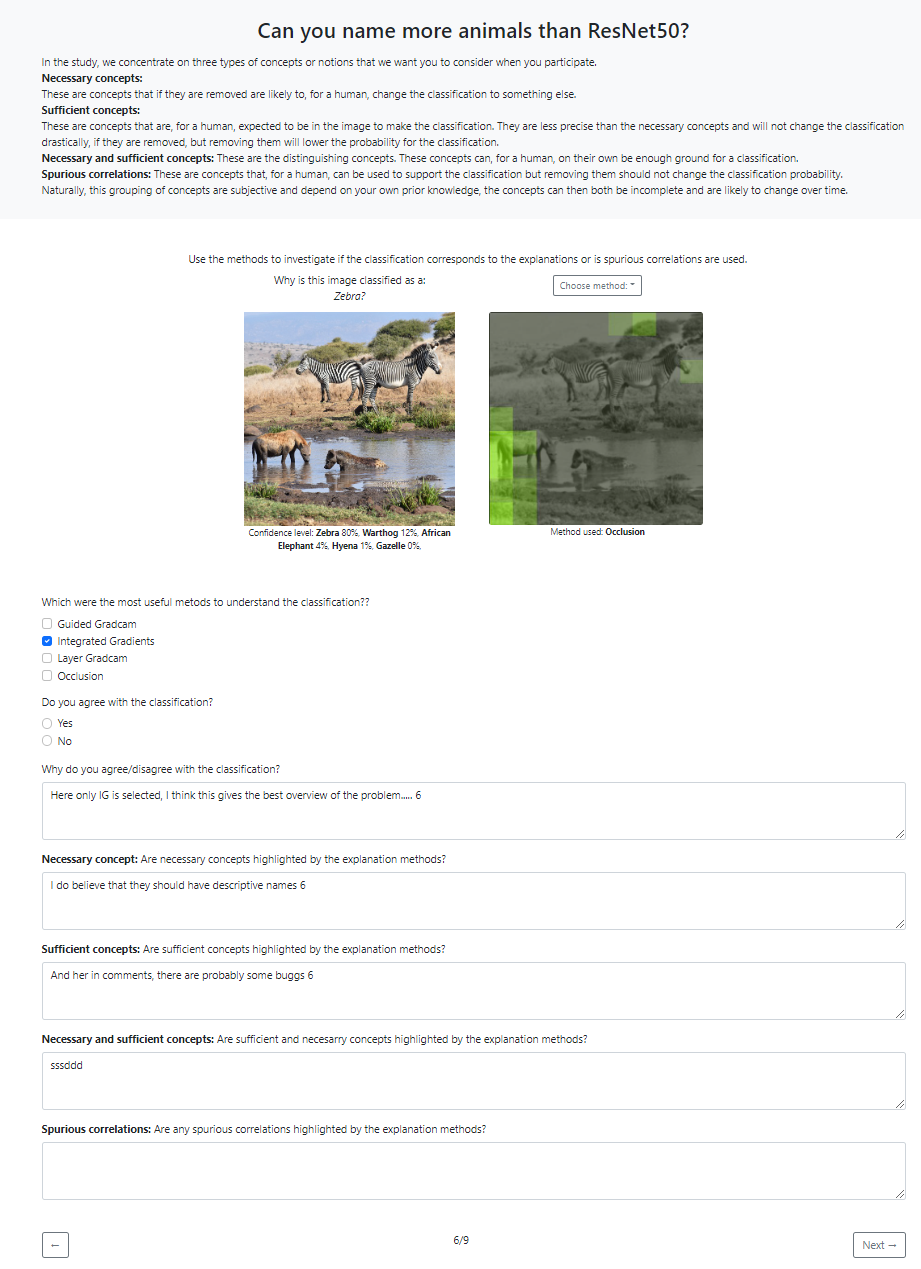 Can you name more animals than ResNet50?
In the study, we concentrate on three types of concepts or notions that we want you to consider when you participate.
Necessary concepts:
These are concepts that if they are removed are likely to, for a human, change the classification to something else.
Sufficient concepts:
These are concepts that are, for a human, expected to be in the image to make the classification. They are less precise than the necessary concepts and will not change the classification
drastically, if they are removed, but removing them will lower the probability for the classification.
Necessary and sufficient concepts: These are the distinguishing concepts. These concepts can, for a human, on their own be enough ground for a classification.
Spurious correlations: These are concepts that, for a human, can be used to support the classification but removing them should not change the classification probability.
Naturally, this grouping of concepts are subjective and depend on your own prior knowledge, the concepts can then both be incomplete and are likely to change over time.
Use the methods to investigate if the classification corresponds to the explanations or is spurious correlations are used.
Why is this image classified as a:
Zebra?
Choose method:
Confidence level: Zebra 80%, Warthog 12%, African
Elephant 4%, Hyena 1%, Gazelle 0%,
Method used: Occlusion
Which were the most useful metods to understand the classification??
Guided Gradcam
Integrated Gradients
Layer Gradcam
Occlusion
Do you agree with the classification?
Yes
No
Why do you agree/disagree with the classification?
Here only IG is selected, I think this gives the best overview of the problem..... 6
Necessary concept: Are necessary concepts highlighted by the explanation methods?
I do believe that they should have descriptive names 6
Sufficient concepts: Are sufficient concepts highlighted by the explanation methods?
And her in comments, there are probably some buggs 6
Necessary and sufficient concepts: Are sufficient and necesarry concepts highlighted by the explanation methods?
sssddd
Spurious correlations: Are any spurious correlations highlighted by the explanation methods?
←
6/9
Next →